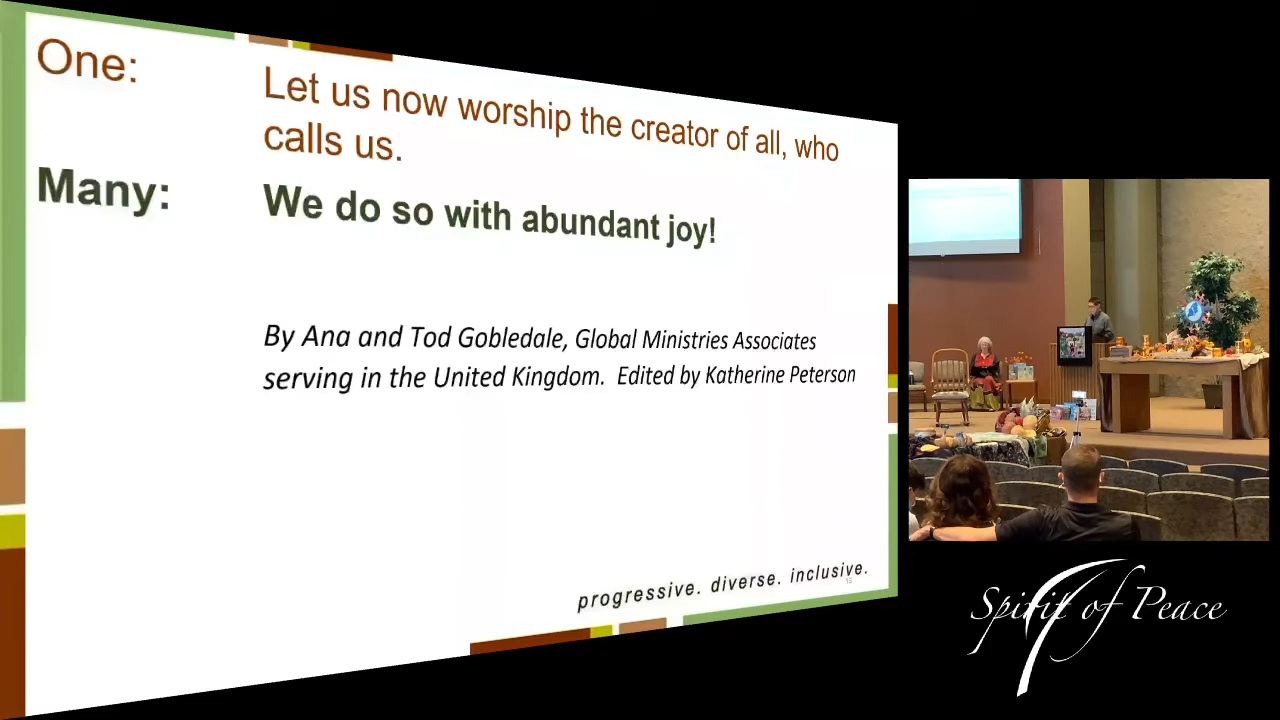 One:
Let us now worship the creator of all, who
calls us.
Many:
We do so with abundant joy!
By Ana and Tod Gobledale, Global Ministries Associates
serving in the United Kingdom.  Edited by Katherine Peterson
progressive. diverse. inclusive.
Spirit of Peace